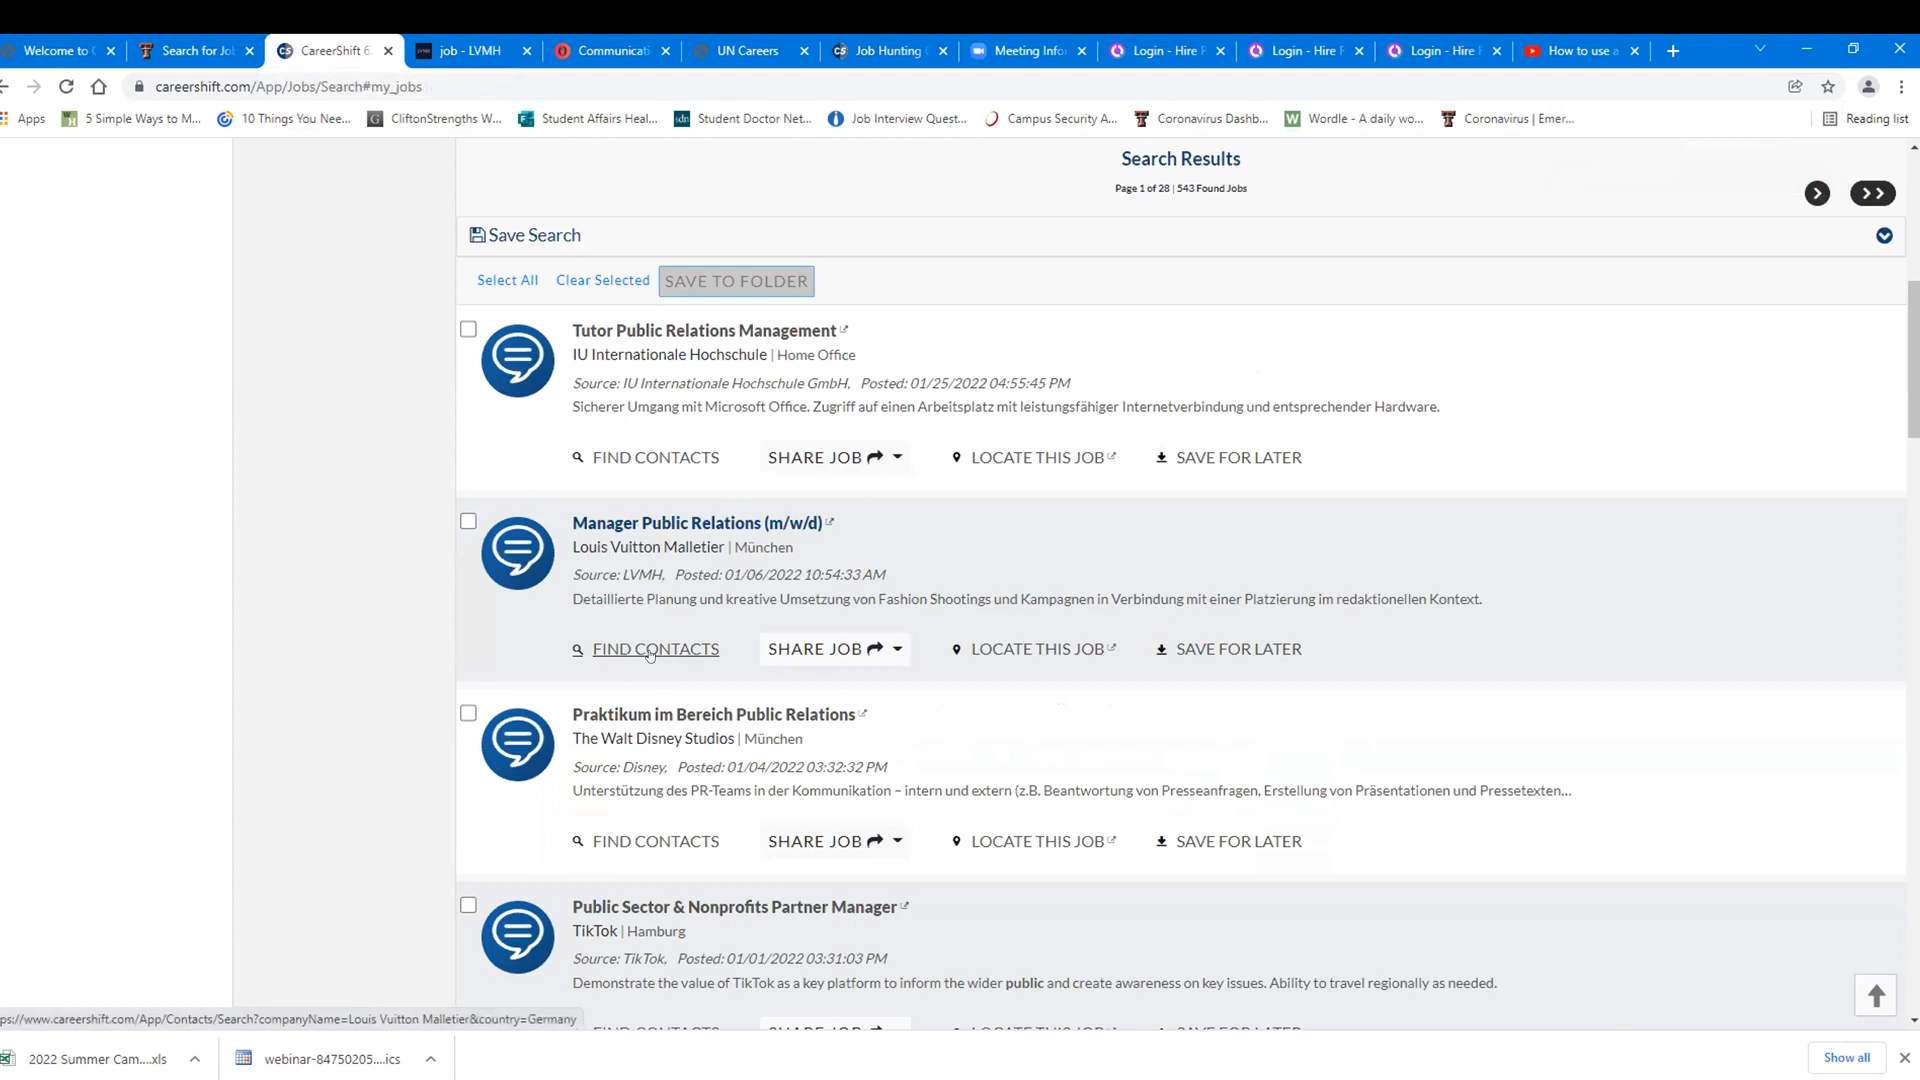 Welcome to C
Search for Jo
CareerShift 6.
job - LVMH
Communicati
UN Careers
Job Hunting
Meeting Info
Login - Hire
Login - Hire
Login - Hire
How to use a
careershift.com/App/Jobs/Search#my_jobs
Apps
5 Simple Ways to M...
10 Things You Nee...
CliftonStrengths W...
Student Affairs Heal...
Student Doctor Net...
Job Interview Quest...
Campus Security A...
Coronavirus Dashb...
Wordle - A daily wo...
Coronavirus | Emer...
Reading list
Search Results
Page 1 of 28 | 543 Found Jobs
Save Search
Select All Clear Selected SAVE TO FOLDER
Tutor Public Relations Management
IU Internationale Hochschule | Home Office
Source: IU Internationale Hochschule GmbH, Posted: 01/25/2022 04:55:45 PM
Sicherer Umgang mit Microsoft Office. Zugriff auf einen Arbeitsplatz mit leistungsfähiger Internetverbindung und entsprechender Hardware.
FIND CONTACTS SHARE JOB LOCATE THIS JOB SAVE FOR LATER
Manager Public Relations (m/w/d)
Louis Vuitton Malletier | München
Source: LVMH, Posted: 01/06/2022 10:54:33 AM
Detaillierte Planung und kreative Umsetzung von Fashion Shootings und Kampagnen in Verbindung mit einer Platzierung im redaktionellen Kontext.
FIND CONTACTS SHARE JOB LOCATE THIS JOB SAVE FOR LATER
Praktikum im Bereich Public Relations
The Walt Disney Studios | München
Source: Disney, Posted: 01/04/2022 03:32:32 PM
Unterstützung des PR-Teams in der Kommunikation – intern und extern (z.B. Beantwortung von Presseanfragen, Erstellung von Präsentationen und Pressetexten...
FIND CONTACTS SHARE JOB LOCATE THIS JOB SAVE FOR LATER
Public Sector & Nonprofits Partner Manager
TikTok | Hamburg
Source: TikTok, Posted: 01/01/2022 03:31:03 PM
Demonstrate the value of TikTok as a key platform to inform the wider public and create awareness on key issues. Ability to travel regionally as needed.
FIND CONTACTS SHARE JOB LOCATE THIS JOB SAVE FOR LATER
ps://www.careershift.com/App/Contacts/Search?companyName=Louis Vuitton Malletier&country=Germany
2022 Summer Cam....xls
webinar-84750205....ics
Show all